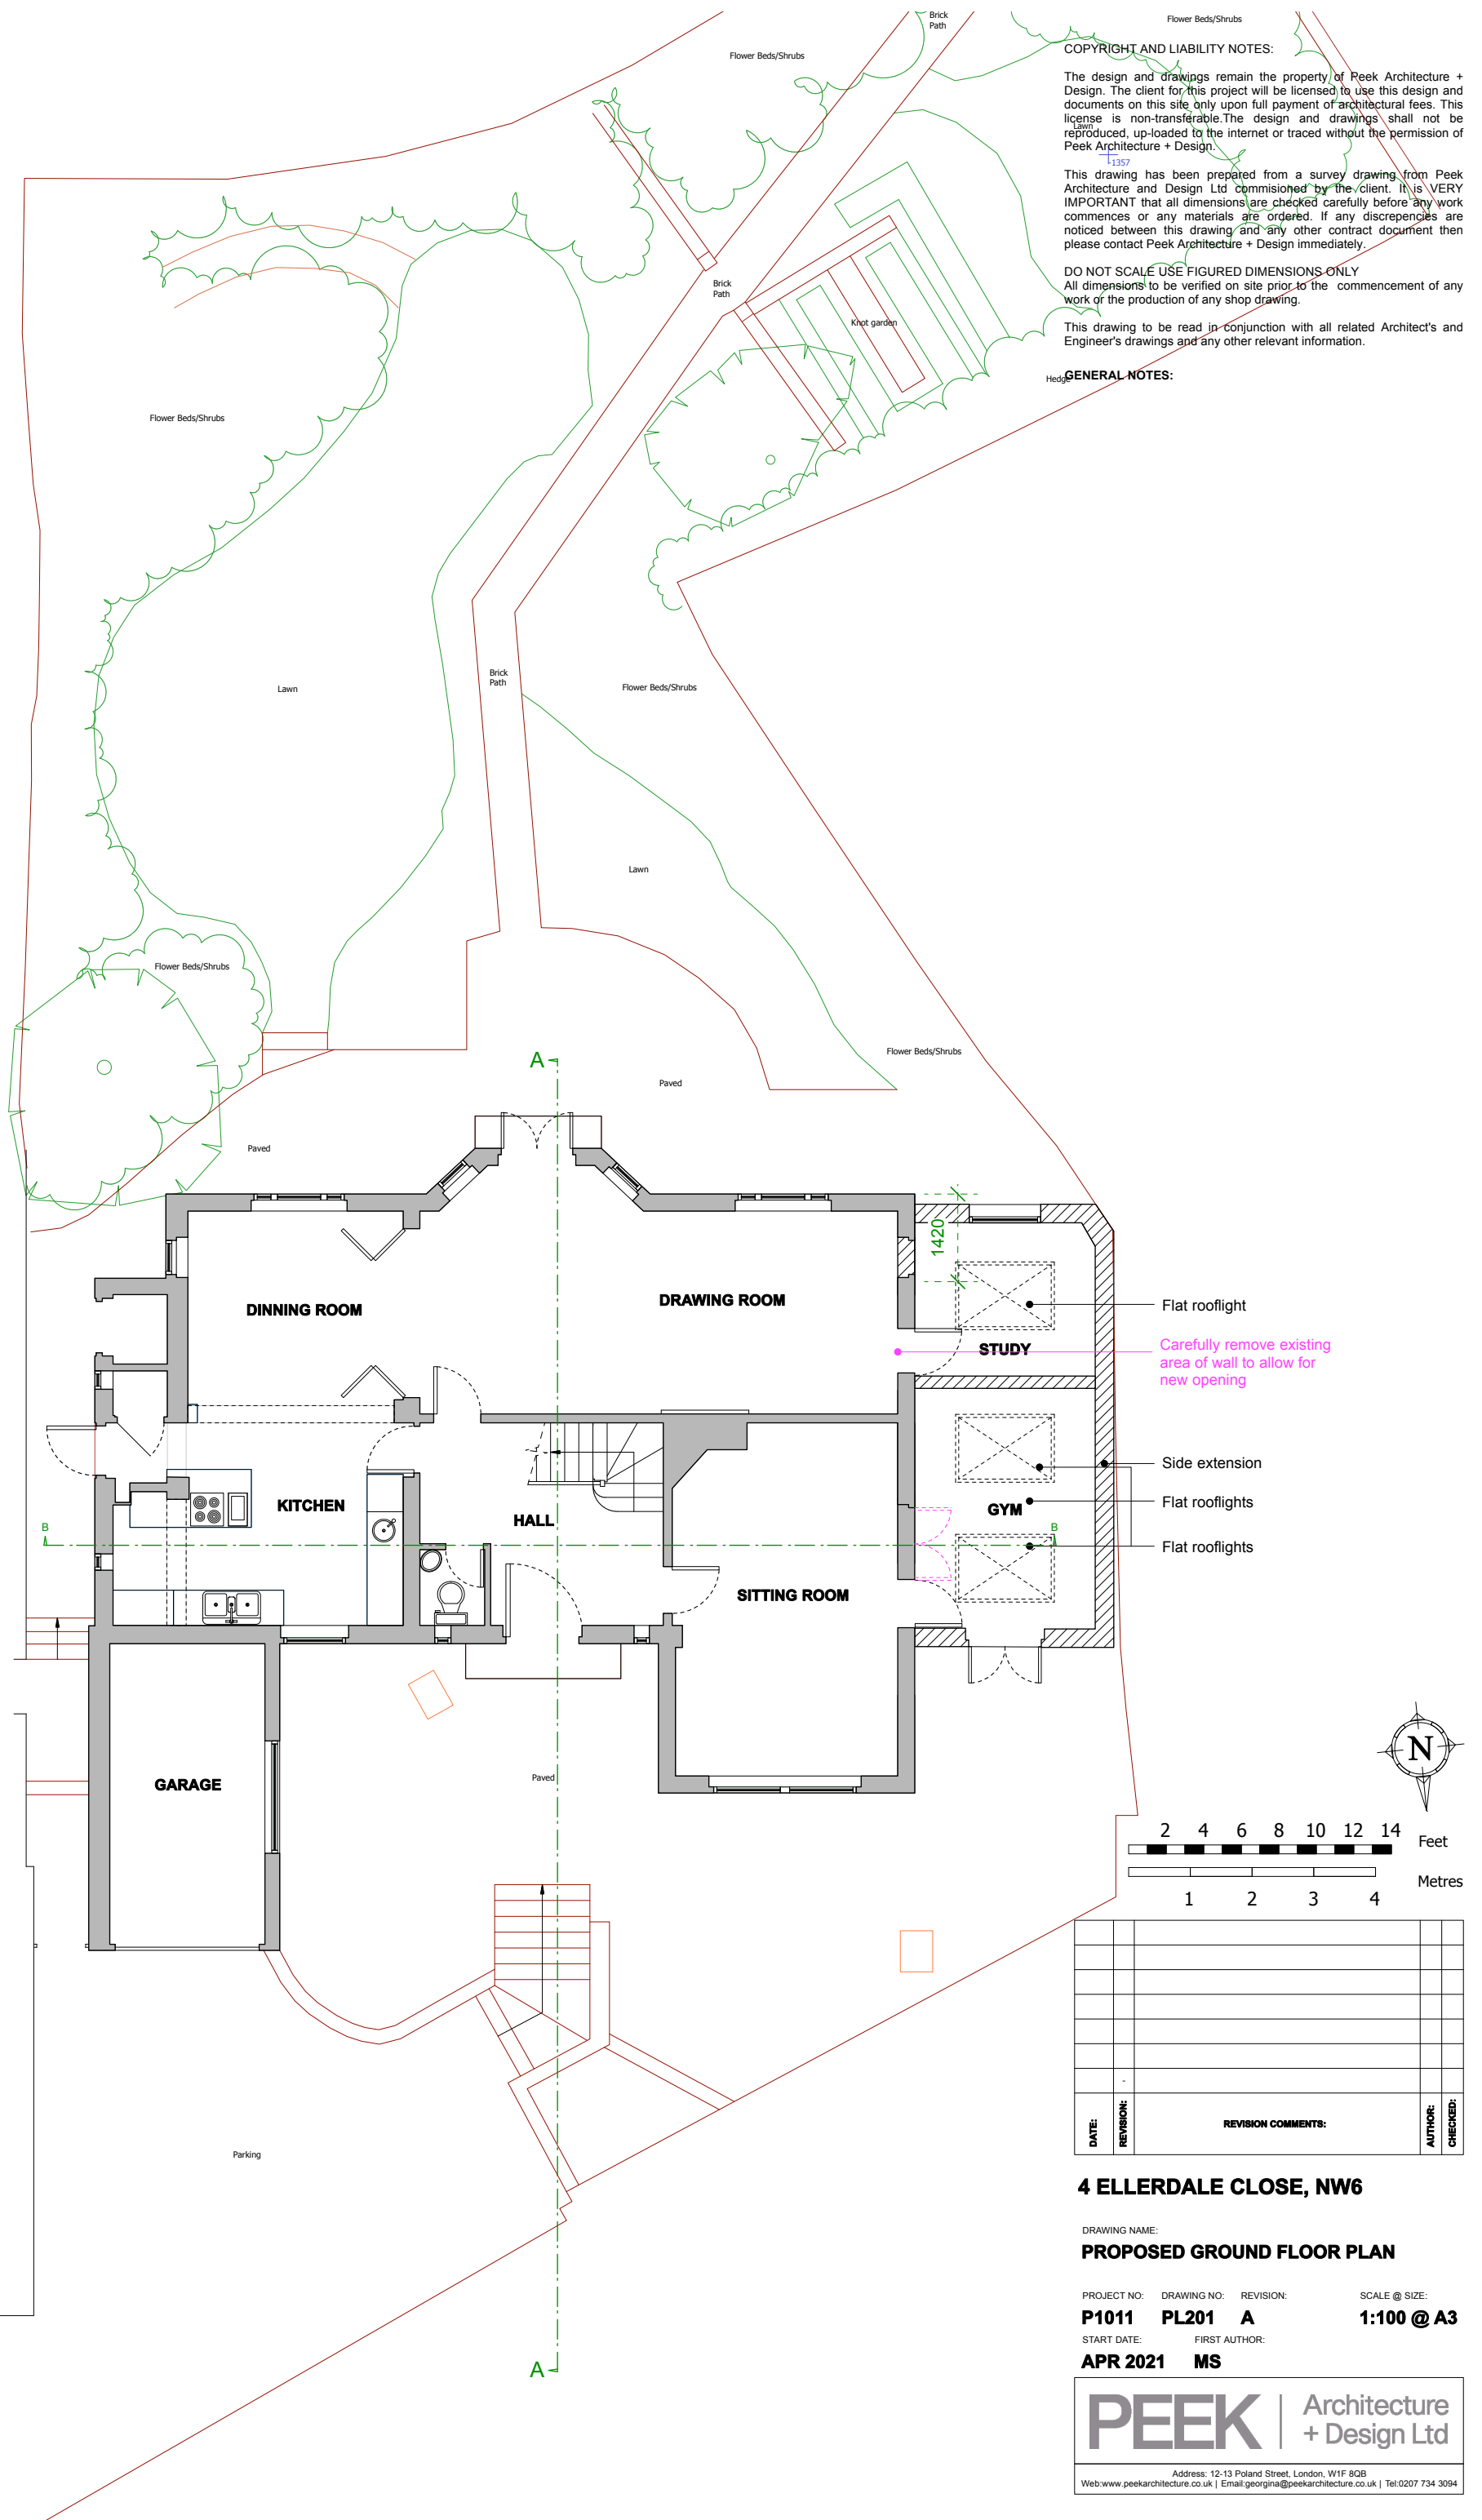 Brick
Path
Flower Beds/Shrubs
Flower Beds/Shrubs
COPYRIGHT AND LIABILITY NOTES:
The design and drawings remain the property of Peek Architecture +
Design. The client for this project will be licensed to use this design and
documents on this site only upon full payment of architectural fees. This
license is non-transferable.The design and drawings shall not be
reproduced, up-loaded to the internet or traced without the permission of
Peek Architecture + Design.
Lawn
1357
This drawing has been prepared from a survey drawing from Peek
Architecture and Design Ltd commisioned by the client. It is VERY
IMPORTANT that all dimensions are checked carefully before any work
commences or any materials are ordered. If any discrepencies are
noticed between this drawing and any other contract document then
please contact Peek Architecture + Design immediately.
DO NOT SCALE USE FIGURED DIMENSIONS ONLY
All dimensions to be verified on site prior to the commencement of any
work or the production of any shop drawing.
This drawing to be read in conjunction with all related Architect's and
Engineer's drawings and any other relevant information.
GENERAL NOTES:
Hedge
Brick
Path
Knot garden
Flower Beds/Shrubs
Lawn
Brick
Path
Flower Beds/Shrubs
Lawn
Flower Beds/Shrubs
Flower Beds/Shrubs
A
Paved
Paved
1420
DINNING ROOM
DRAWING ROOM
STUDY
Flat rooflight
Carefully remove existing
area of wall to allow for
new opening
Side extension
KITCHEN
HALL
GYM
Flat rooflights
B
B
Flat rooflights
SITTING ROOM
GARAGE
Paved
N
2 4 6 8 10 12 14
Feet
Metres
1 2 3 4
-
DATE:
REVISION:
REVISION COMMENTS:
AUTHOR:
CHECKED:
Parking
A
4 ELLERDALE CLOSE, NW6
DRAWING NAME:
PROPOSED GROUND FLOOR PLAN
PROJECT NO: DRAWING NO: REVISION: SCALE @ SIZE:
P1011 PL201 A 1:100 @ A3
START DATE: FIRST AUTHOR:
APR 2021 MS
PEEK
Architecture
+ Design Ltd
Address: 12-13 Poland Street, London, W1F 8QB
Web:www.peekarchitecture.co.uk | Email:georgina@peekarchitecture.co.uk | Tel:0207 734 3094